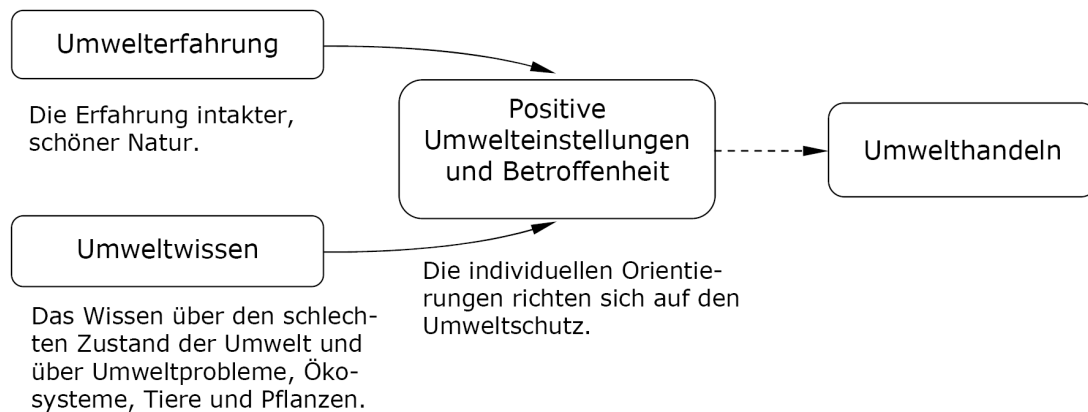 Umwelterfahrung
Die Erfahrung intakter,
schöner Natur.
Umweltwissen
Das Wissen über den schlech-
ten Zustand der Umwelt und
über Umweltprobleme, Öko-
systeme, Tiere und Pflanzen.
Positive
Umwelteinstellungen
und Betroffenheit
Die individuellen Orientie-
rungen richten sich auf den
Umweltschutz.
Umwelthandeln